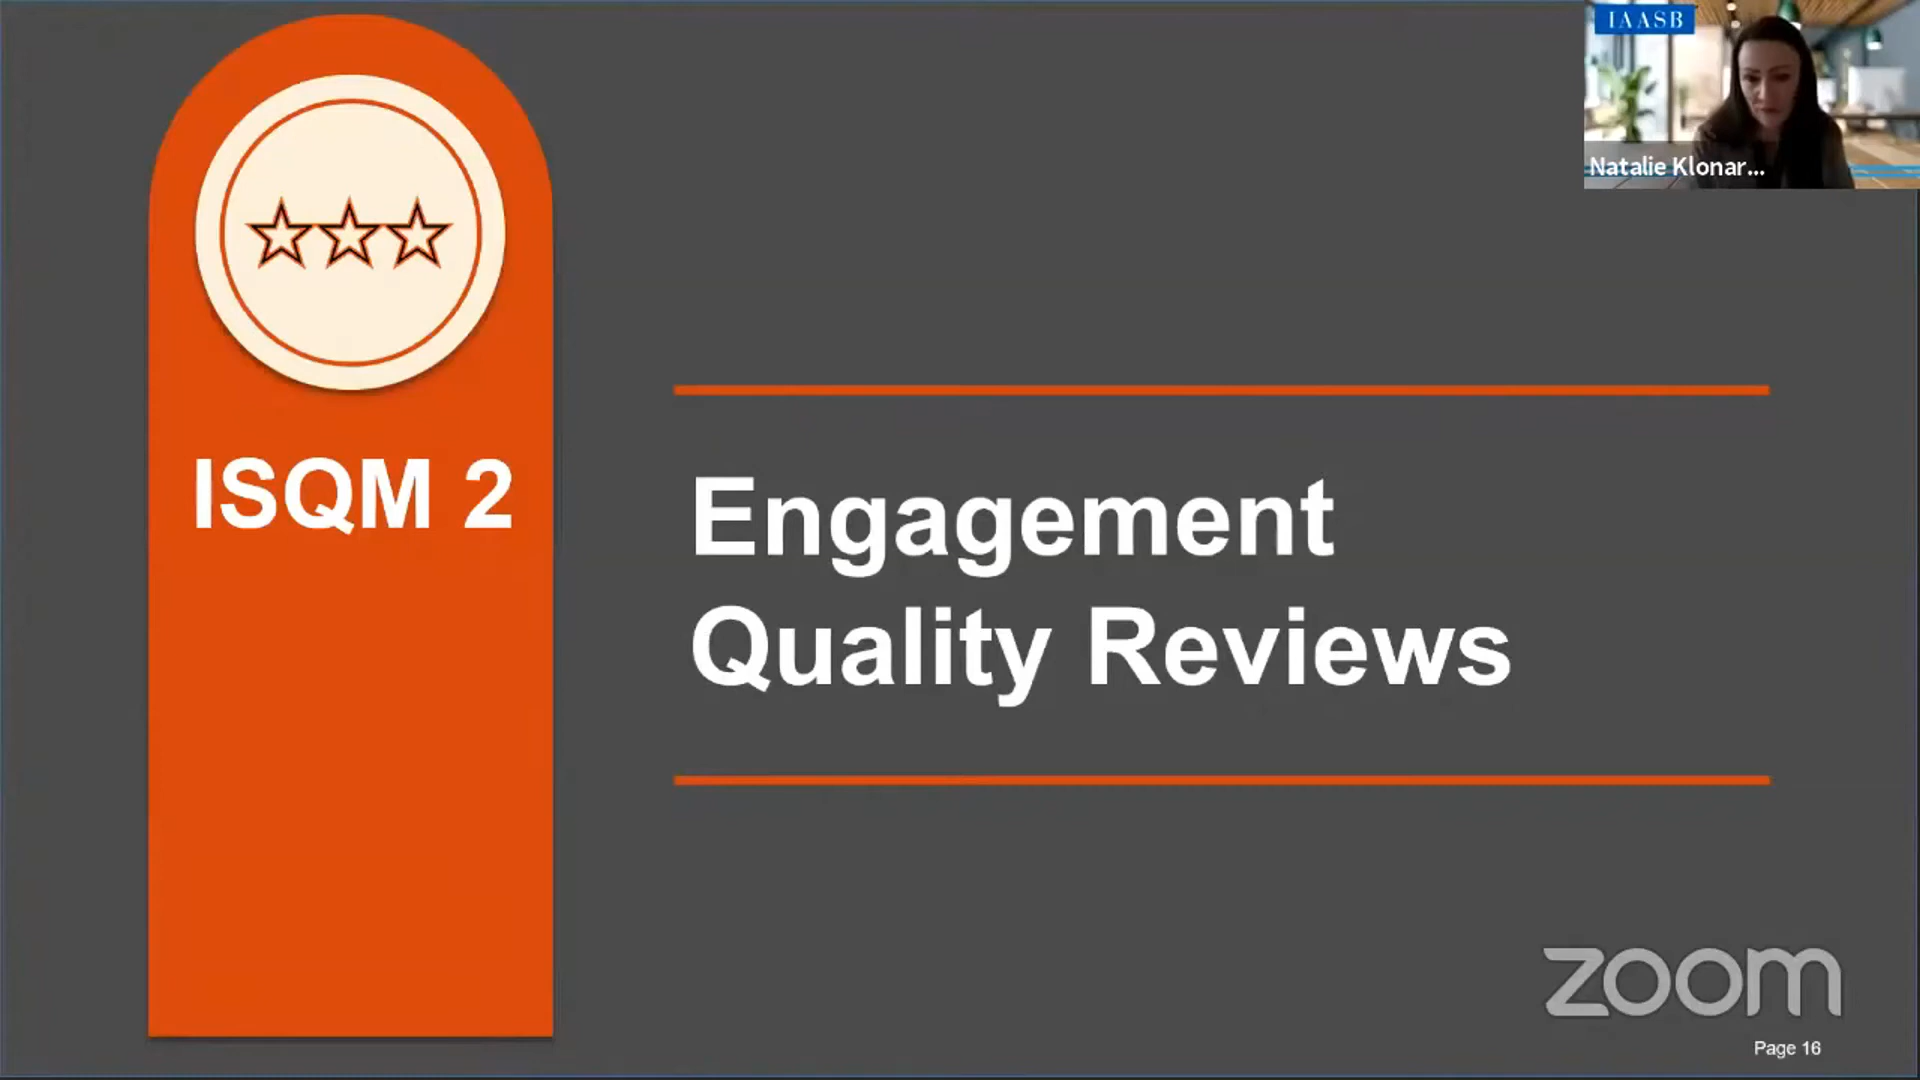 IAASB
Natalie Klonar...
ISQM 2
Engagement
Quality Reviews
zoom
Page 16